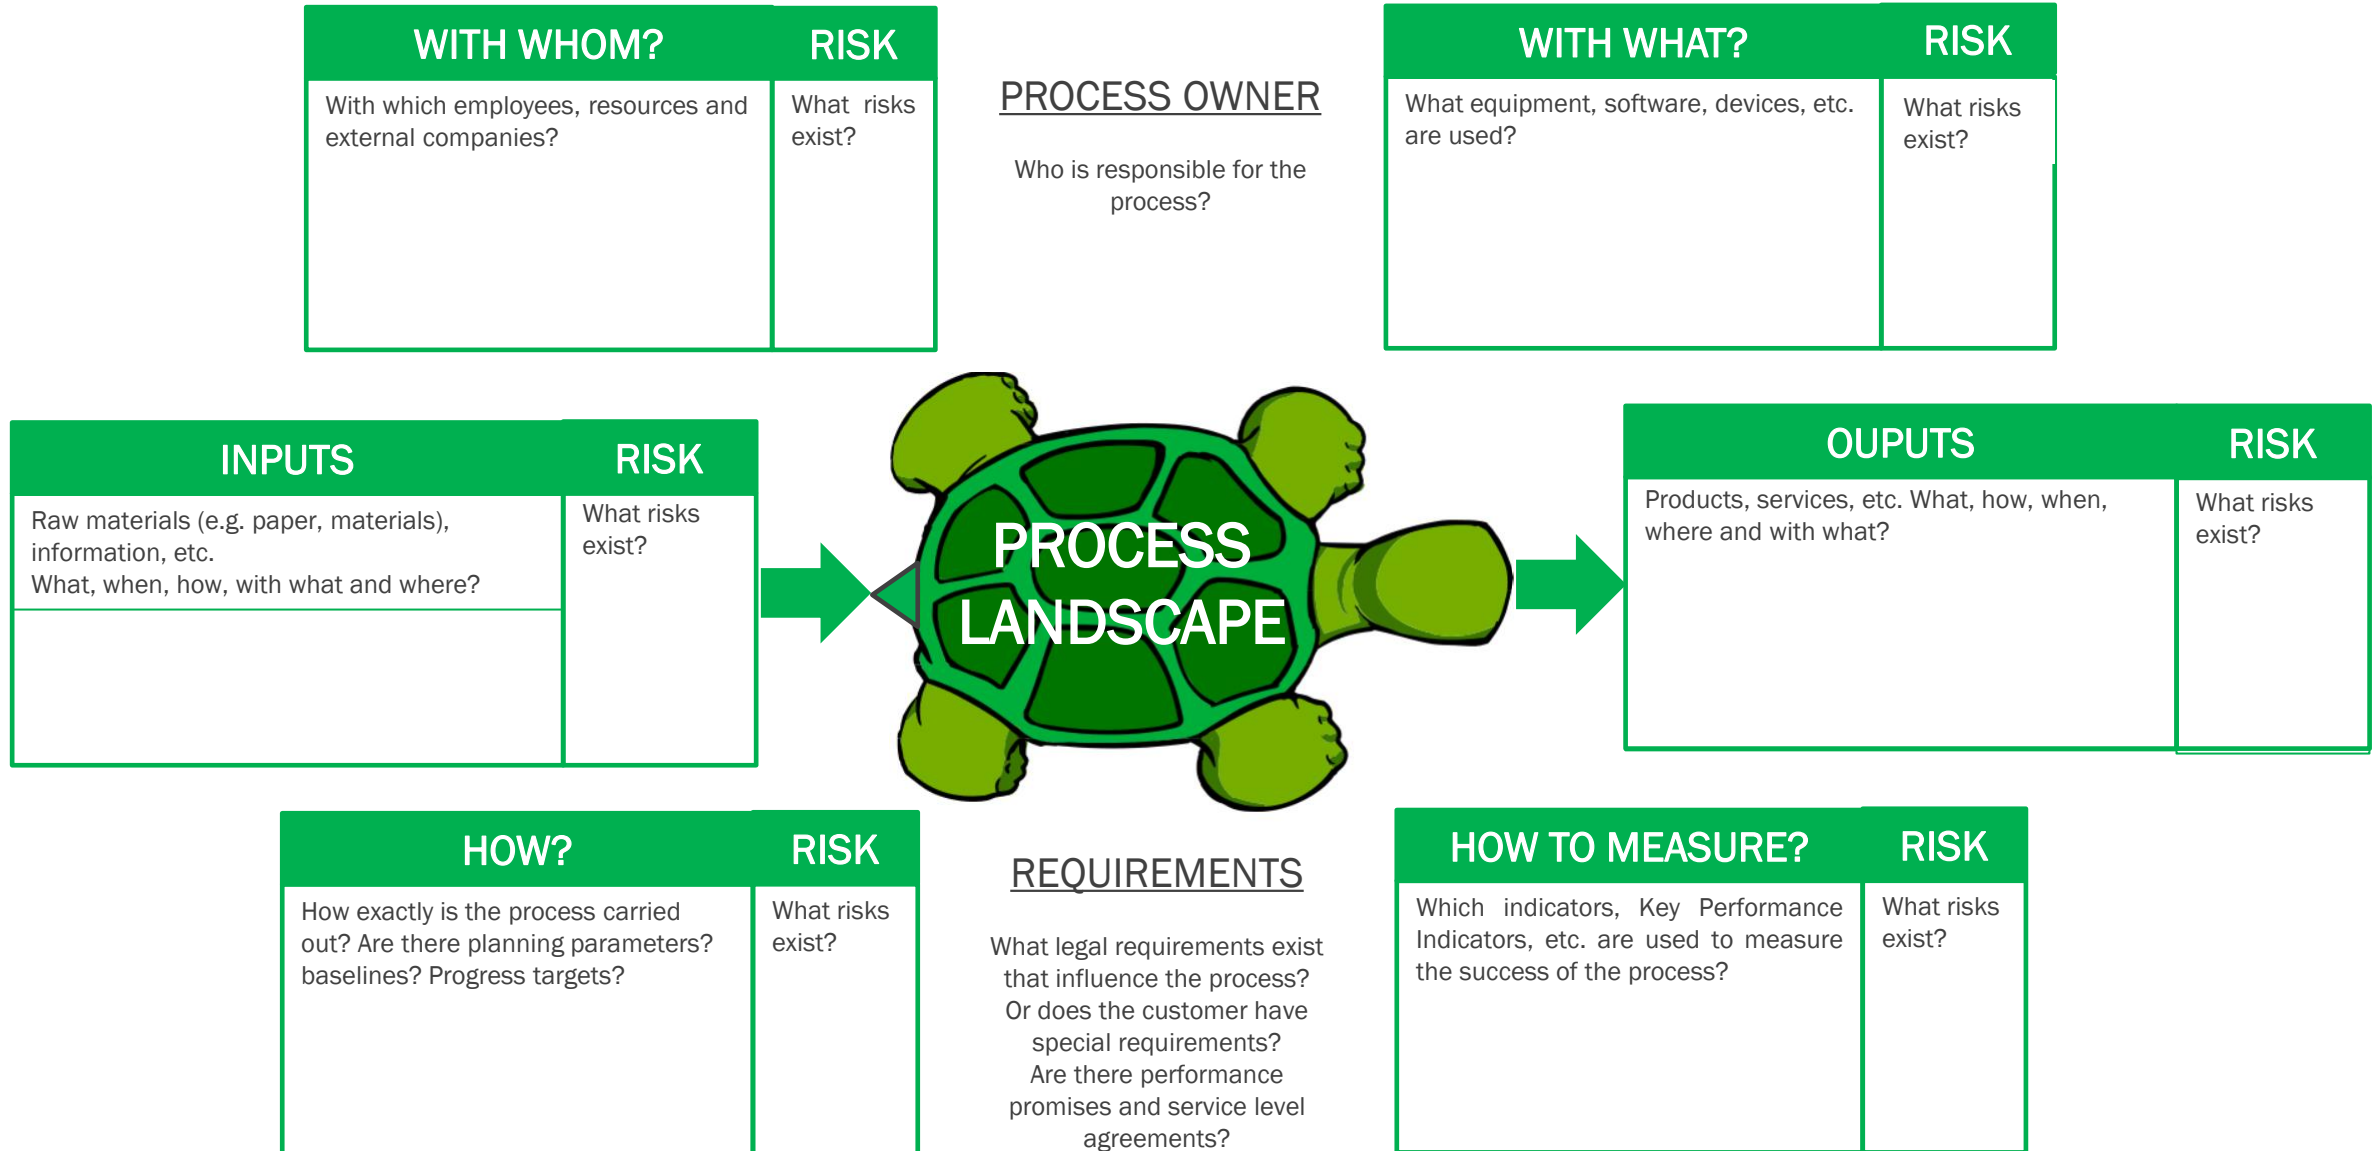 WITH WHOM? RISK
With which employees, resources and
external companies?
What risks
exist?
PROCESS OWNER
Who is responsible for the
process?
WITH WHAT? RISK
What equipment, software, devices, etc.
are used?
What risks
exist?
INPUTS RISK
Raw materials (e.g. paper, materials),
information, etc.
What, when, how, with what and where?
What risks
exist?
PROCESS
LANDSCAPE
OUPUTS RISK
Products, services, etc. What, how, when,
where and with what?
What risks
exist?
HOW? RISK
How exactly is the process carried
out? Are there planning parameters?
baselines? Progress targets?
What risks
exist?
REQUIREMENTS
What legal requirements exist
that influence the process?
Or does the customer have
special requirements?
Are there performance
promises and service level
agreements?
HOW TO MEASURE? RISK
Which indicators, Key Performance
Indicators, etc. are used to measure
the success of the process?
What risks
exist?